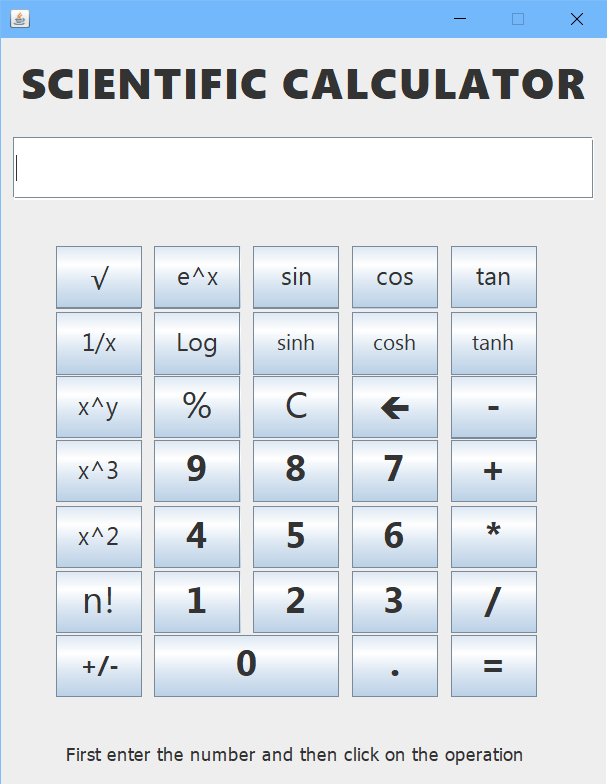 SCIENTIFIC CALCULATOR
√ e^x sin cos tan
1/x Log sinh cosh tanh
x^y % C 🡰 -
x^3 9 8 7 +
x^2 4 5 6 *
n! 1 2 3 /
+/- 0 . =
First enter the number and then click on the operation